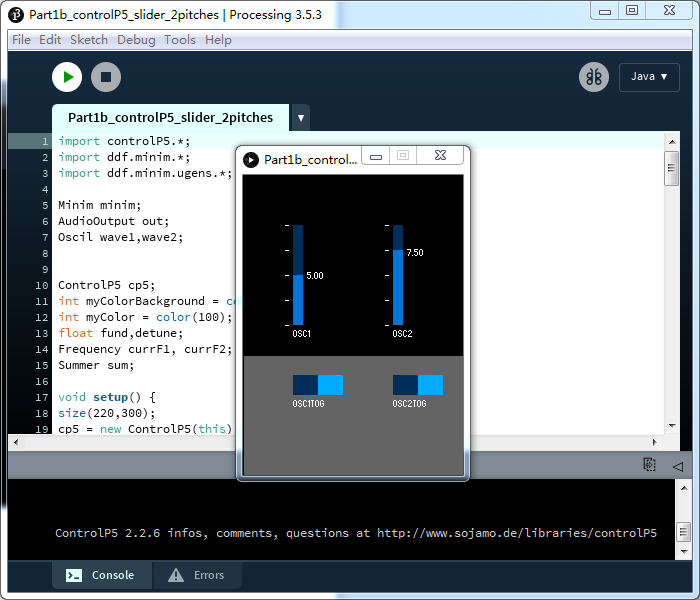 Part1b_controlP5_slider_2pitches | Processing 3.5.3
File Edit Sketch Debug Tools Help
Java ▼
Part1b_controlP5_slider_2pitches ▼
1 import controlP5.*;
2 import ddf.minim.*;
3 import ddf.minim.ugens.*;
4
5 Minim minim;
6 AudioOutput out;
7 Oscil wave1,wave2;
8
9
10 ControlP5 cp5;
11 int myColorBackground = co
12 int myColor = color(100);
13 float fund,detune;
14 Frequency currF1, currF2;
15 Summer sum;
16
17 void setup() {
18 size(220,300);
19 cp5 = new ControlP5(this)
Part1b_control...
5.00
7.50
OSC1
OSC2
OSC1TOG
OSC2TOG
ControlP5 2.2.6 infos, comments, questions at http://www.sojamo.de/libraries/controlP5
Console
Errors